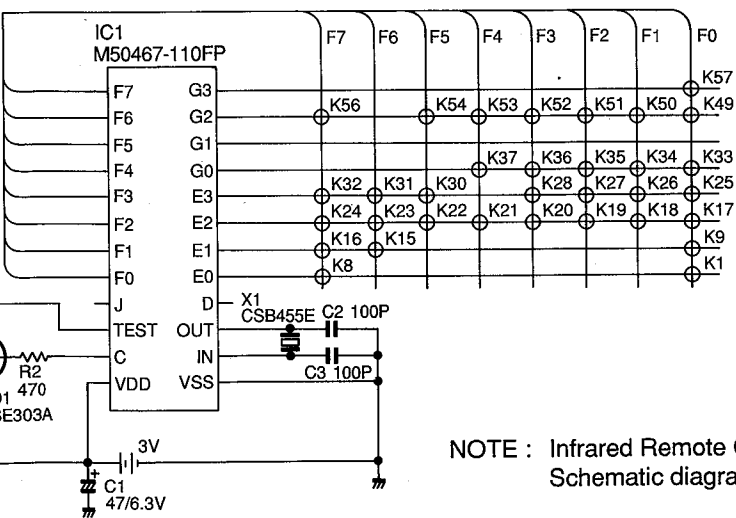 IC1
M50467-110FP
F7 F6 F5 F4 F3 F2 F1 F0
F7 G3 K57
F6 G2 K56 K54 K53 K52 K51 K50 K49
F5 G1
F4 G0 K37 K36 K35 K34 K33
F3 E3 K32 K31 K30 K28 K27 K26 K25
F2 E2 K24 K23 K22 K21 K20 K19 K18 K17
F1 E1 K16 K15 K9
F0 E0 K8 K1
J D X1
CSB455E C2 100P
TEST OUT
C IN
R2
470
C3 100P
VDD VSS
SE303A
3V
+
C1
47/6.3V
NOTE : Infrared Remote
Schematic diagra